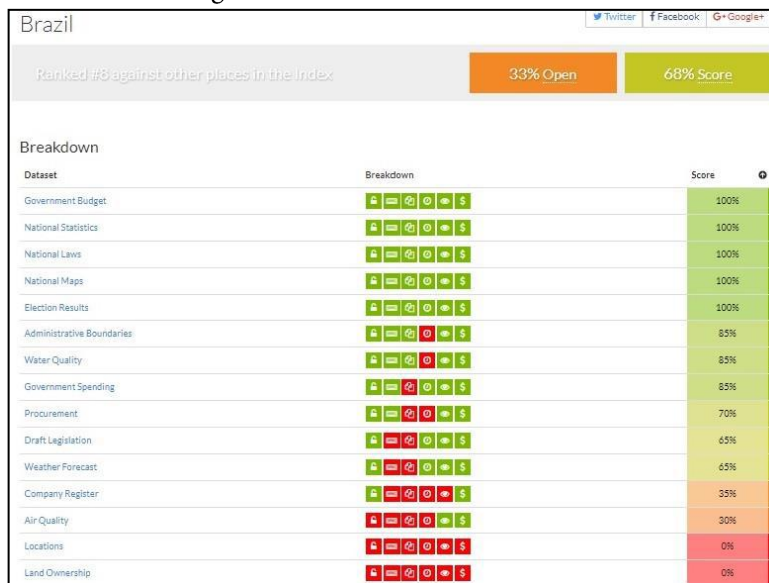 Brazil
Twitter Facebook G+ Google+
Ranked #8 against other places in the Index
33% Open
68% Score
Breakdown
Dataset Breakdown Score
Government Budget $ 100%
National Statistics $ 100%
National Laws $ 100%
National Maps $ 100%
Election Results $ 100%
Administrative Boundaries $ 85%
Water Quality $ 85%
Government Spending $ 85%
Procurement $ 70%
Draft Legislation $ 65%
Weather Forecast $ 65%
Company Register $ 35%
Air Quality $ 30%
Locations $ 0%
Land Ownership $ 0%